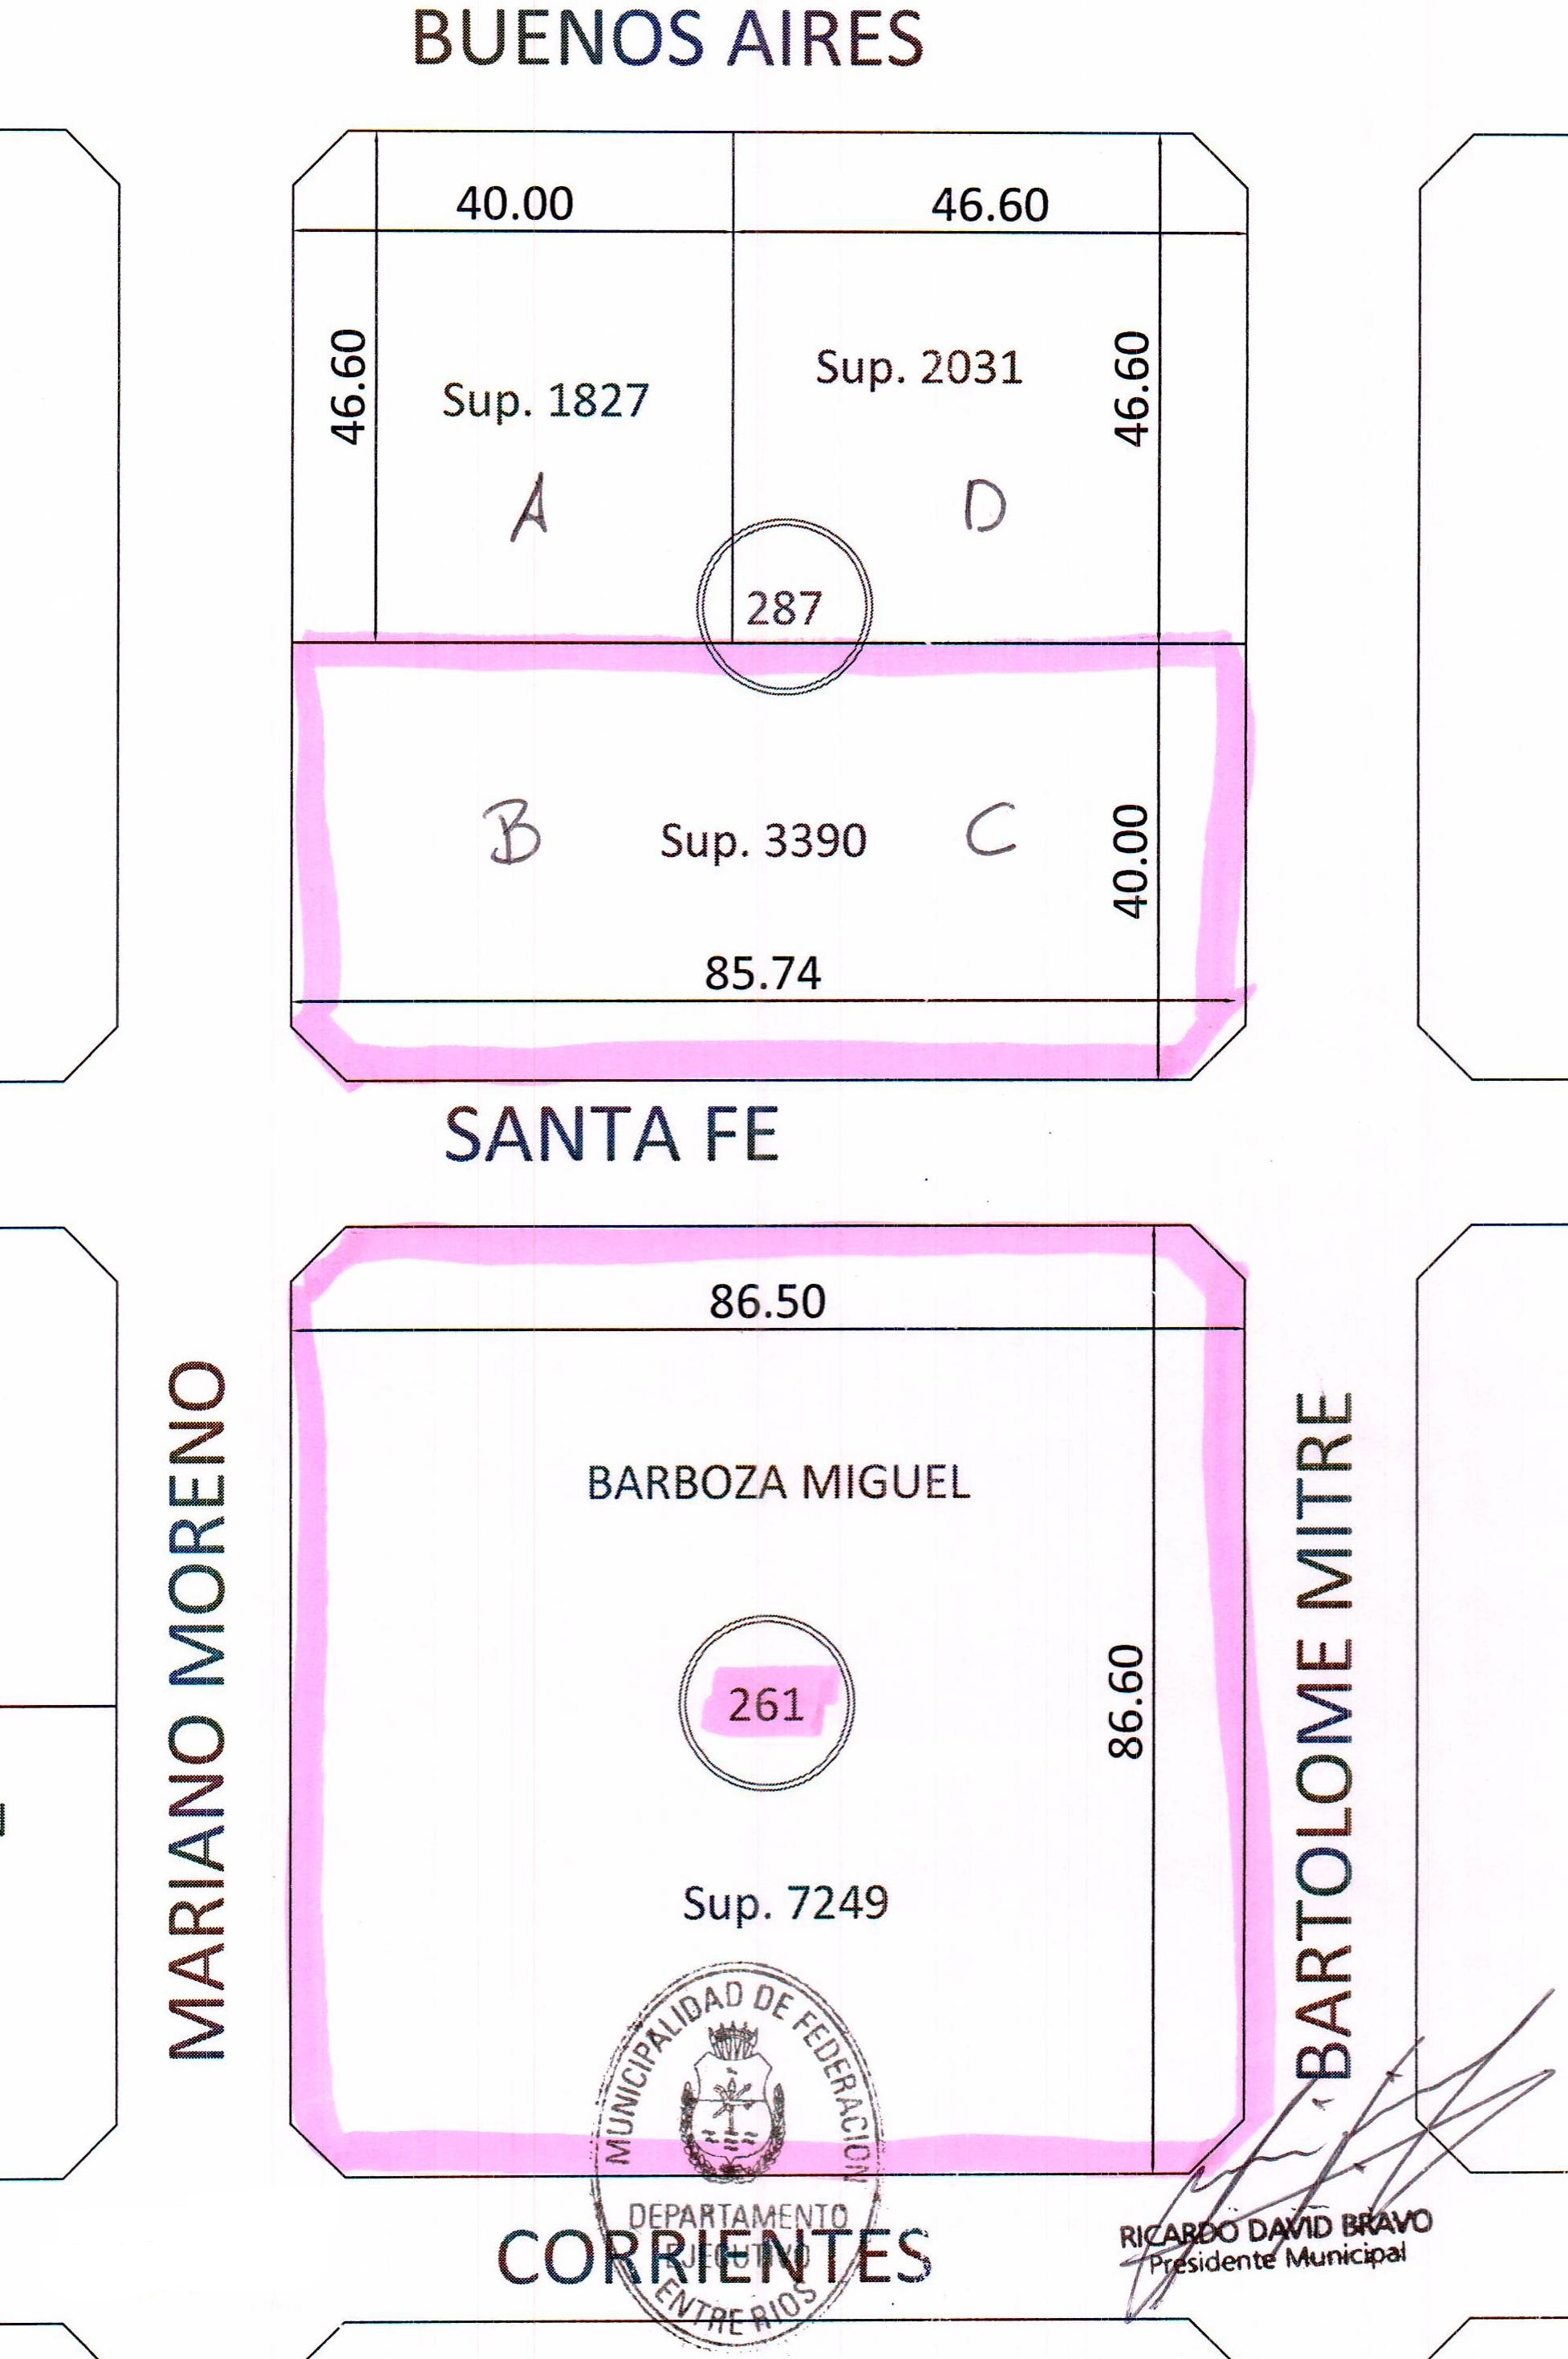 BUENOS AIRES
40.00
46.60
46.60
46.60
Sup. 1827
Sup. 2031
A
D
287
B
Sup. 3390
C
40.00
85.74
SANTA FE
86.50
MARIANO MORENO
BARBOZA MIGUEL
BARTOLOME MITRE
261
86.60
Sup. 7249
MUNICIPALIDAD DE FEDERACION
DEPARTAMENTO
EJECUTIVO
ENTRE RIOS
CORRIENTES
RICARDO DAVID BRAVO
Presidente Municipal